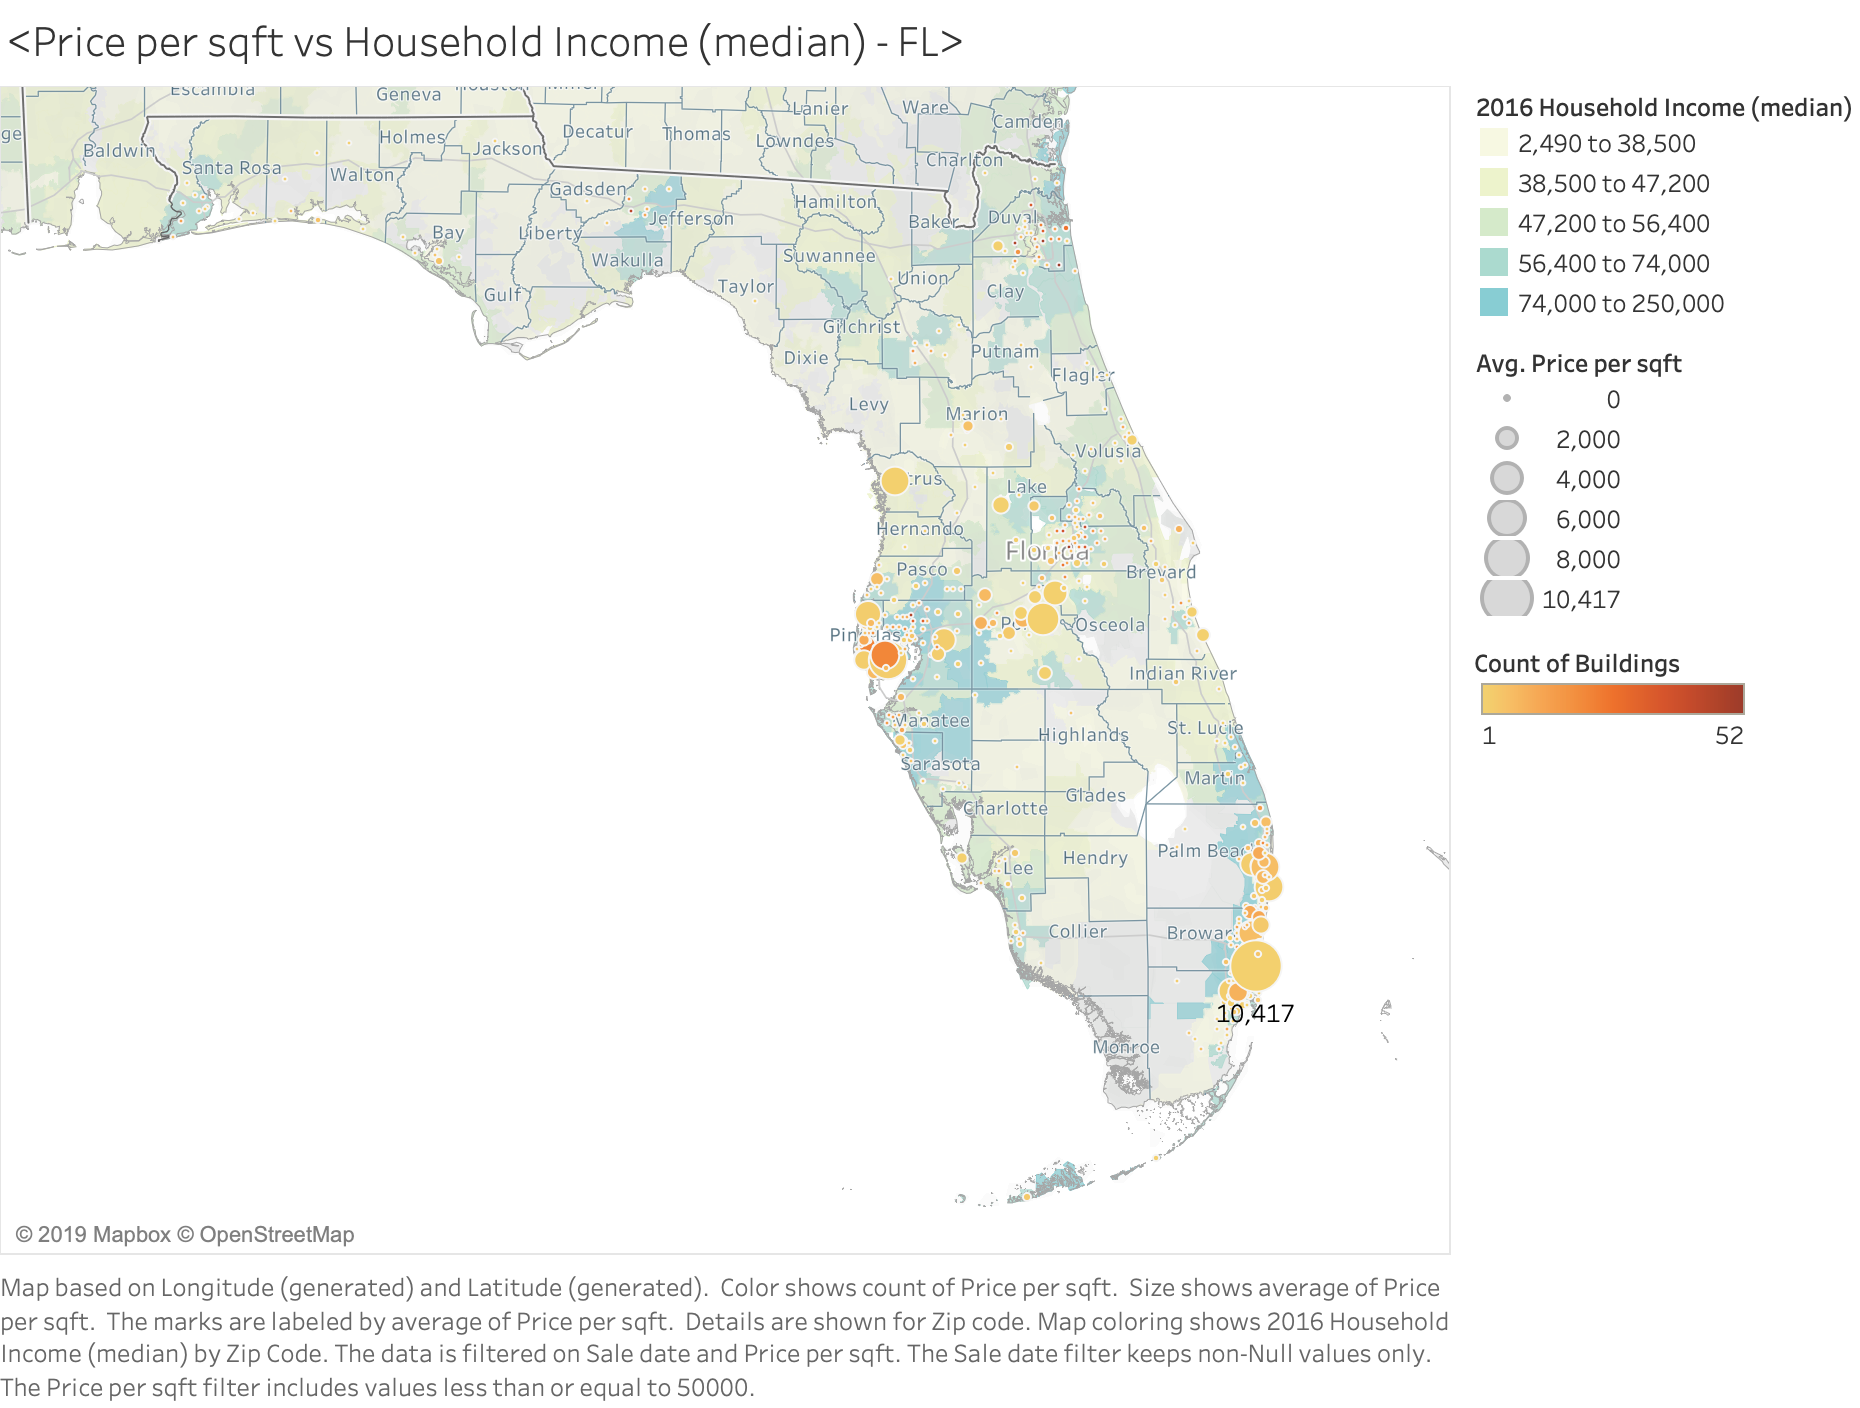 <Price per sqft vs Household Income (median) - FL>
Escambia
Geneva
Houston
Miller
Lanier
Ware
Camden
ge
Baldwin
Santa Rosa
Holmes
Walton
Jackson
Decatur
Thomas
Lowndes
Charlton
Gadsden
Jefferson
Hamilton
Baker
Duval
Bay
Liberty
Wakulla
Suwannee
Union
Clay
Gulf
Taylor
Gilchrist
Dixie
Putnam
Flagler
Levy
Marion
Volusia
trus
Lake
Hernando
Florida
Pasco
Brevard
Pinellas
Po
Osceola
Indian River
Manatee
Highlands
St. Lucie
Sarasota
Martin
Charlotte
Glades
Palm Beac
Hendry
Lee
Collier
Browar
10,417
Monroe
© 2019 Mapbox © OpenStreetMap
2016 Household Income (median)
2,490 to 38,500
38,500 to 47,200
47,200 to 56,400
56,400 to 74,000
74,000 to 250,000
Avg. Price per sqft
0
2,000
4,000
6,000
8,000
10,417
Count of Buildings
1 52
Map based on Longitude (generated) and Latitude (generated). Color shows count of Price per sqft. Size shows average of Price
per sqft. The marks are labeled by average of Price per sqft. Details are shown for Zip code. Map coloring shows 2016 Household
Income (median) by Zip Code. The data is filtered on Sale date and Price per sqft. The Sale date filter keeps non-Null values only.
The Price per sqft filter includes values less than or equal to 50000.